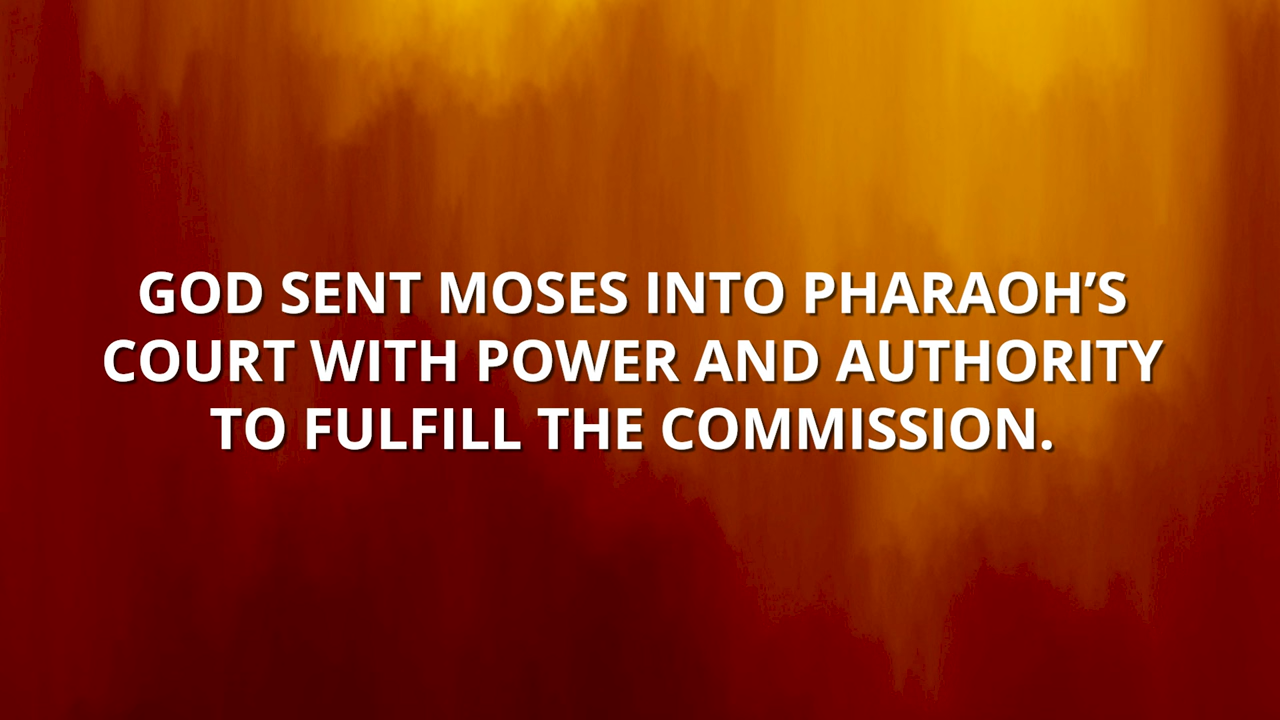 GOD SENT MOSES INTO PHARAOH’S
COURT WITH POWER AND AUTHORITY
TO FULFILL THE COMMISSION.